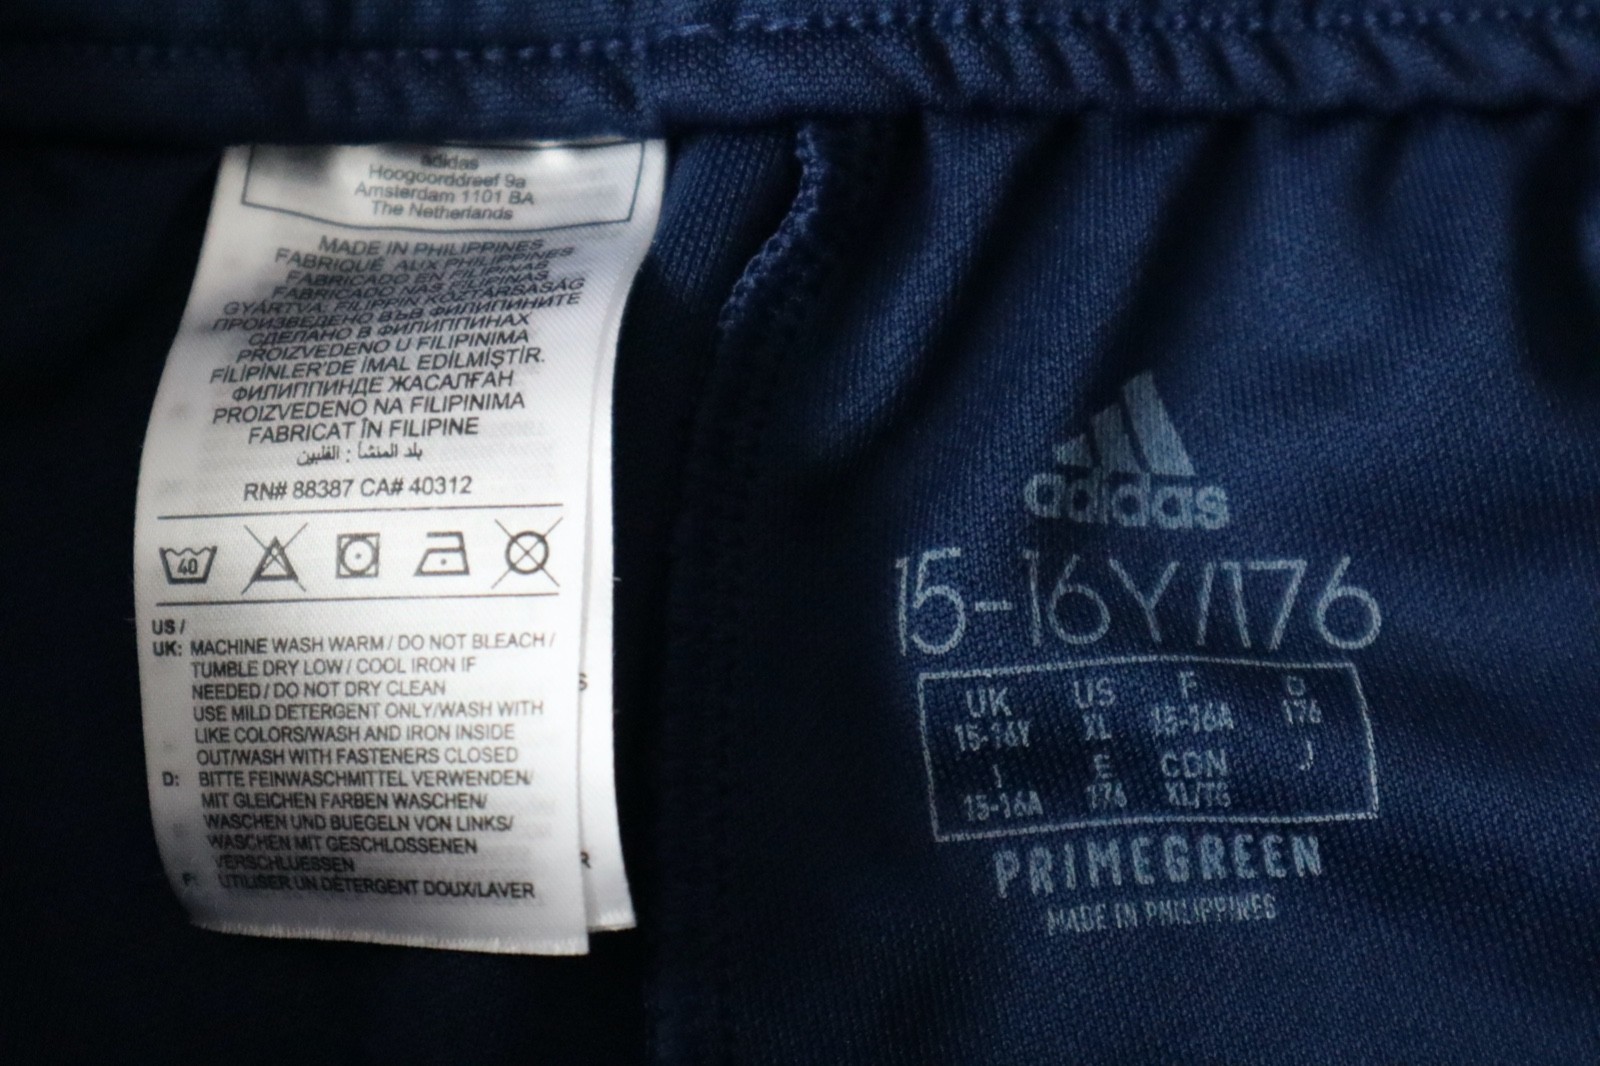 adidas
Hoogoorddreef 9a
Amsterdam 1101 BA
The Netherlands
MADE IN PHILIPPINES
FABRIQUÉ AUX PHILIPPINES
FABRICADO EN FILIPINAS
FABRICADO NAS FILIPINAS
GYÁRTVA: FILIPPIN KÖZTÁRSASÁG
ПРОИЗВЕДЕНО ВЪВ ФИЛИПИНИТЕ
СДЕЛАНО В ФИЛИППИНАХ
PROIZVEDENO U FILIPINIMA
FİLİPİNLER'DE İMAL EDİLMİŞTİR.
ФИЛИППИНДЕ ЖАСАЛҒАН
PROIZVEDENO NA FILIPINIMA
FABRICAT ÎN FILIPINE
بلد المنشأ : الفلبين
RN# 88387 CA# 40312
40
US /
UK: MACHINE WASH WARM / DO NOT BLEACH /
TUMBLE DRY LOW / COOL IRON IF
NEEDED / DO NOT DRY CLEAN
USE MILD DETERGENT ONLY/WASH WITH
LIKE COLORS/WASH AND IRON INSIDE
OUT/WASH WITH FASTENERS CLOSED
D: BITTE FEINWASCHMITTEL VERWENDEN/
MIT GLEICHEN FARBEN WASCHEN/
WASCHEN UND BUEGELN VON LINKS/
WASCHEN MIT GESCHLOSSENEN
VERSCHLUESSEN
F: UTILISER UN DÉTERGENT DOUX/LAVER
S
R
adidas
15-16Y/176
UK US F D
15-16Y XL 15-16A 176
I E CDN J
15-16A 176 XL/TG
PRIMEGREEN
MADE IN PHILIPPINES